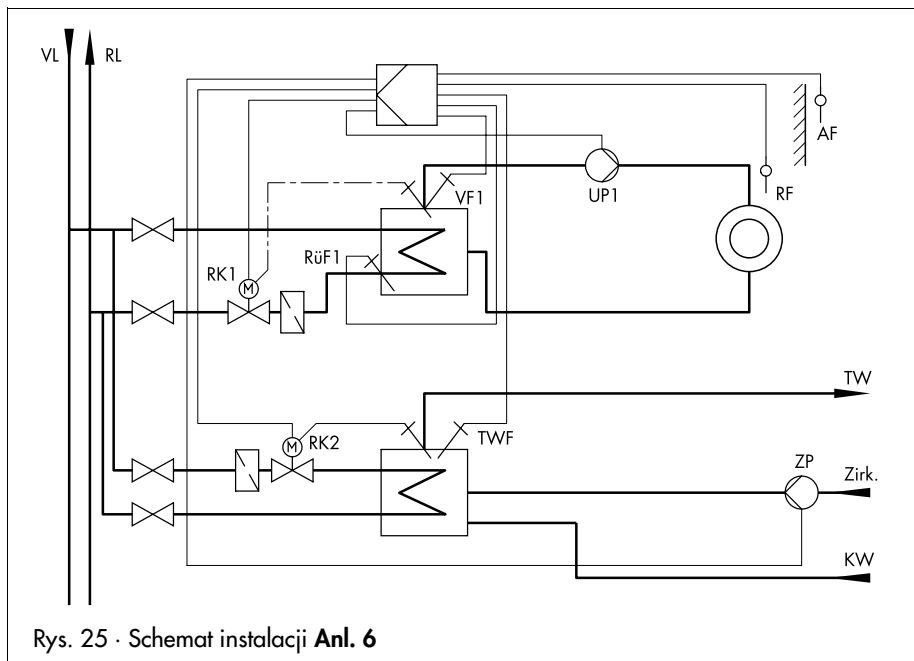 VL
RL
AF
RF
UP1
VF1
RüF1
RK1
M
TW
TWF
RK2
M
ZP
Zirk.
KW
Rys. 25 · Schemat instalacji Anl. 6